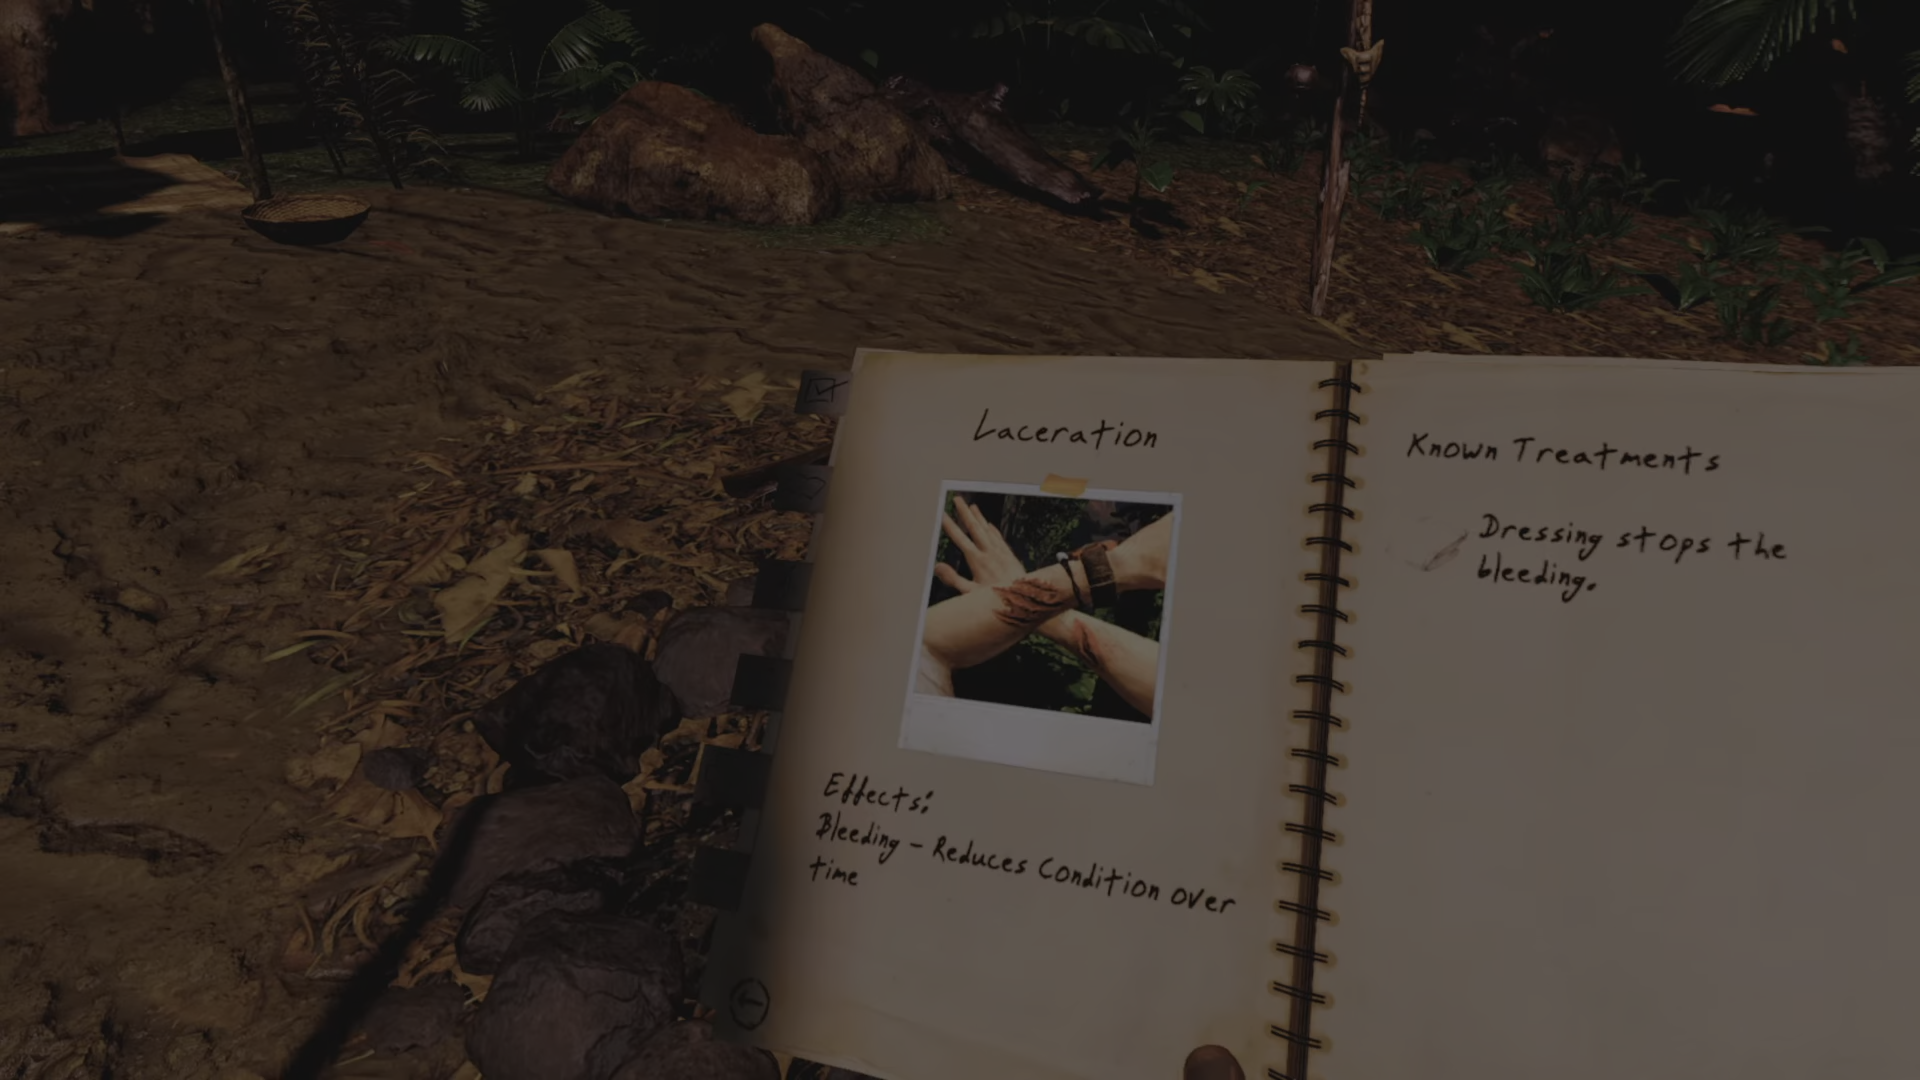 Laceration
Effects:
Bleeding - Reduces Condition over
time
Known Treatments
Dressing stops the
bleeding.